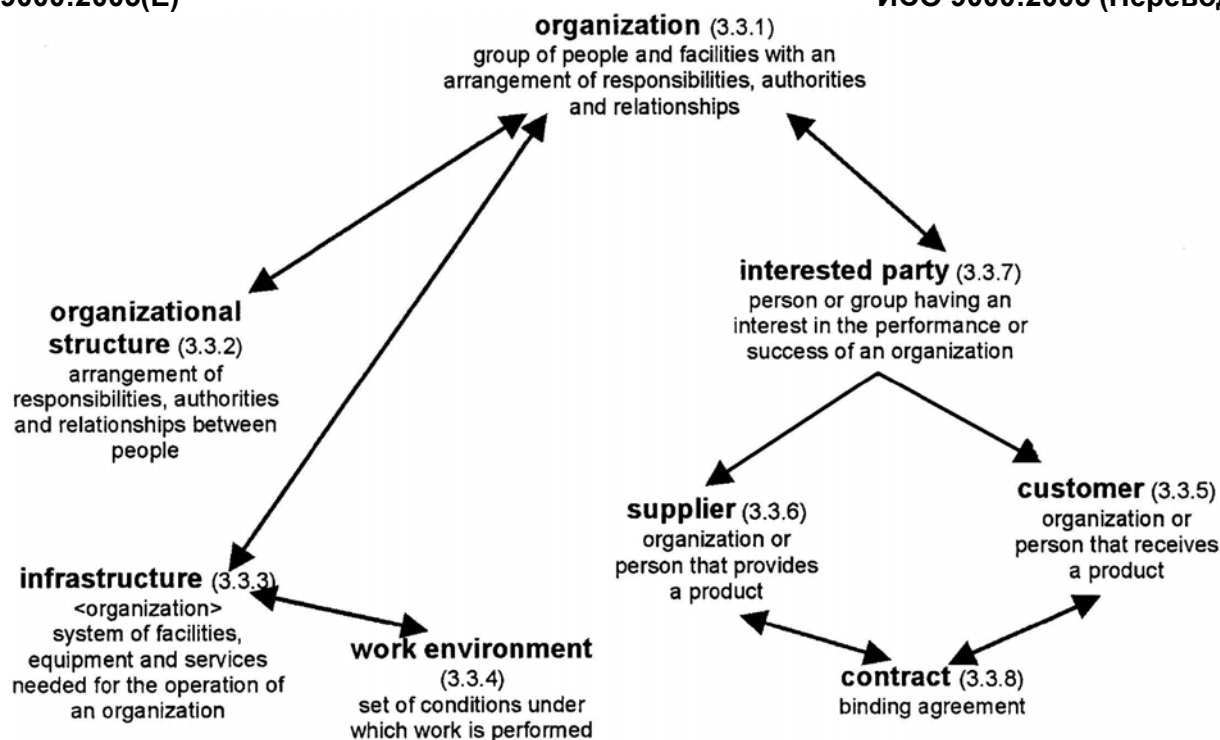 organization (3.3.1)
group of people and facilities with an
arrangement of responsibilities, authorities
and relationships
interested party (3.3.7)
person or group having an
interest in the performance or
success of an organization
organizational
structure (3.3.2)
arrangement of
responsibilities, authorities
and relationships between
people
supplier (3.3.6)
organization or
person that provides
a product
customer (3.3.5)
organization or
person that receives
a product
infrastructure (3.3.3)
<organization>
system of facilities,
equipment and services
needed for the operation of
an organization
work environment
(3.3.4)
set of conditions under
which work is performed
contract (3.3.8)
binding agreement